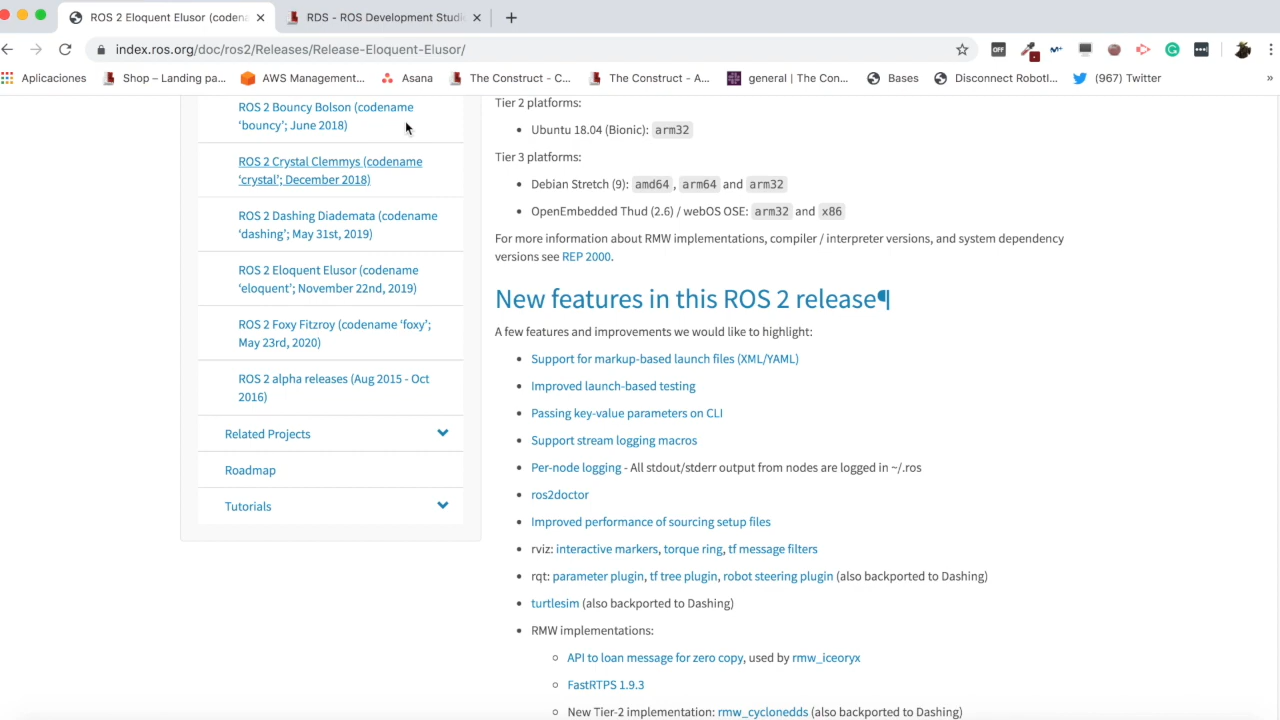 ROS 2 Eloquent Elusor (codena
RDS - ROS Development Studi
index.ros.org/doc/ros2/Releases/Release-Eloquent-Elusor/
OFF
Aplicaciones
Shop – Landing pa...
AWS Management...
Asana
The Construct - C...
The Construct - A...
general | The Con...
Bases
Disconnect RobotI...
(967) Twitter
»
ROS 2 Bouncy Bolson (codename
‘bouncy’; June 2018)
ROS 2 Crystal Clemmys (codename
‘crystal’; December 2018)
ROS 2 Dashing Diademata (codename
‘dashing’; May 31st, 2019)
ROS 2 Eloquent Elusor (codename
‘eloquent’; November 22nd, 2019)
ROS 2 Foxy Fitzroy (codename ‘foxy’;
May 23rd, 2020)
ROS 2 alpha releases (Aug 2015 - Oct
2016)
Related Projects
Roadmap
Tutorials
Tier 2 platforms:
• Ubuntu 18.04 (Bionic): arm32
Tier 3 platforms:
• Debian Stretch (9): amd64 , arm64 and arm32
• OpenEmbedded Thud (2.6) / webOS OSE: arm32 and x86
For more information about RMW implementations, compiler / interpreter versions, and system dependency
versions see REP 2000.
New features in this ROS 2 release¶
A few features and improvements we would like to highlight:
• Support for markup-based launch files (XML/YAML)
• Improved launch-based testing
• Passing key-value parameters on CLI
• Support stream logging macros
• Per-node logging - All stdout/stderr output from nodes are logged in ~/.ros
• ros2doctor
• Improved performance of sourcing setup files
• rviz: interactive markers, torque ring, tf message filters
• rqt: parameter plugin, tf tree plugin, robot steering plugin (also backported to Dashing)
• turtlesim (also backported to Dashing)
• RMW implementations:
◦ API to loan message for zero copy, used by rmw_iceoryx
◦ FastRTPS 1.9.3
◦ New Tier-2 implementation: rmw_cyclonedds (also backported to Dashing)